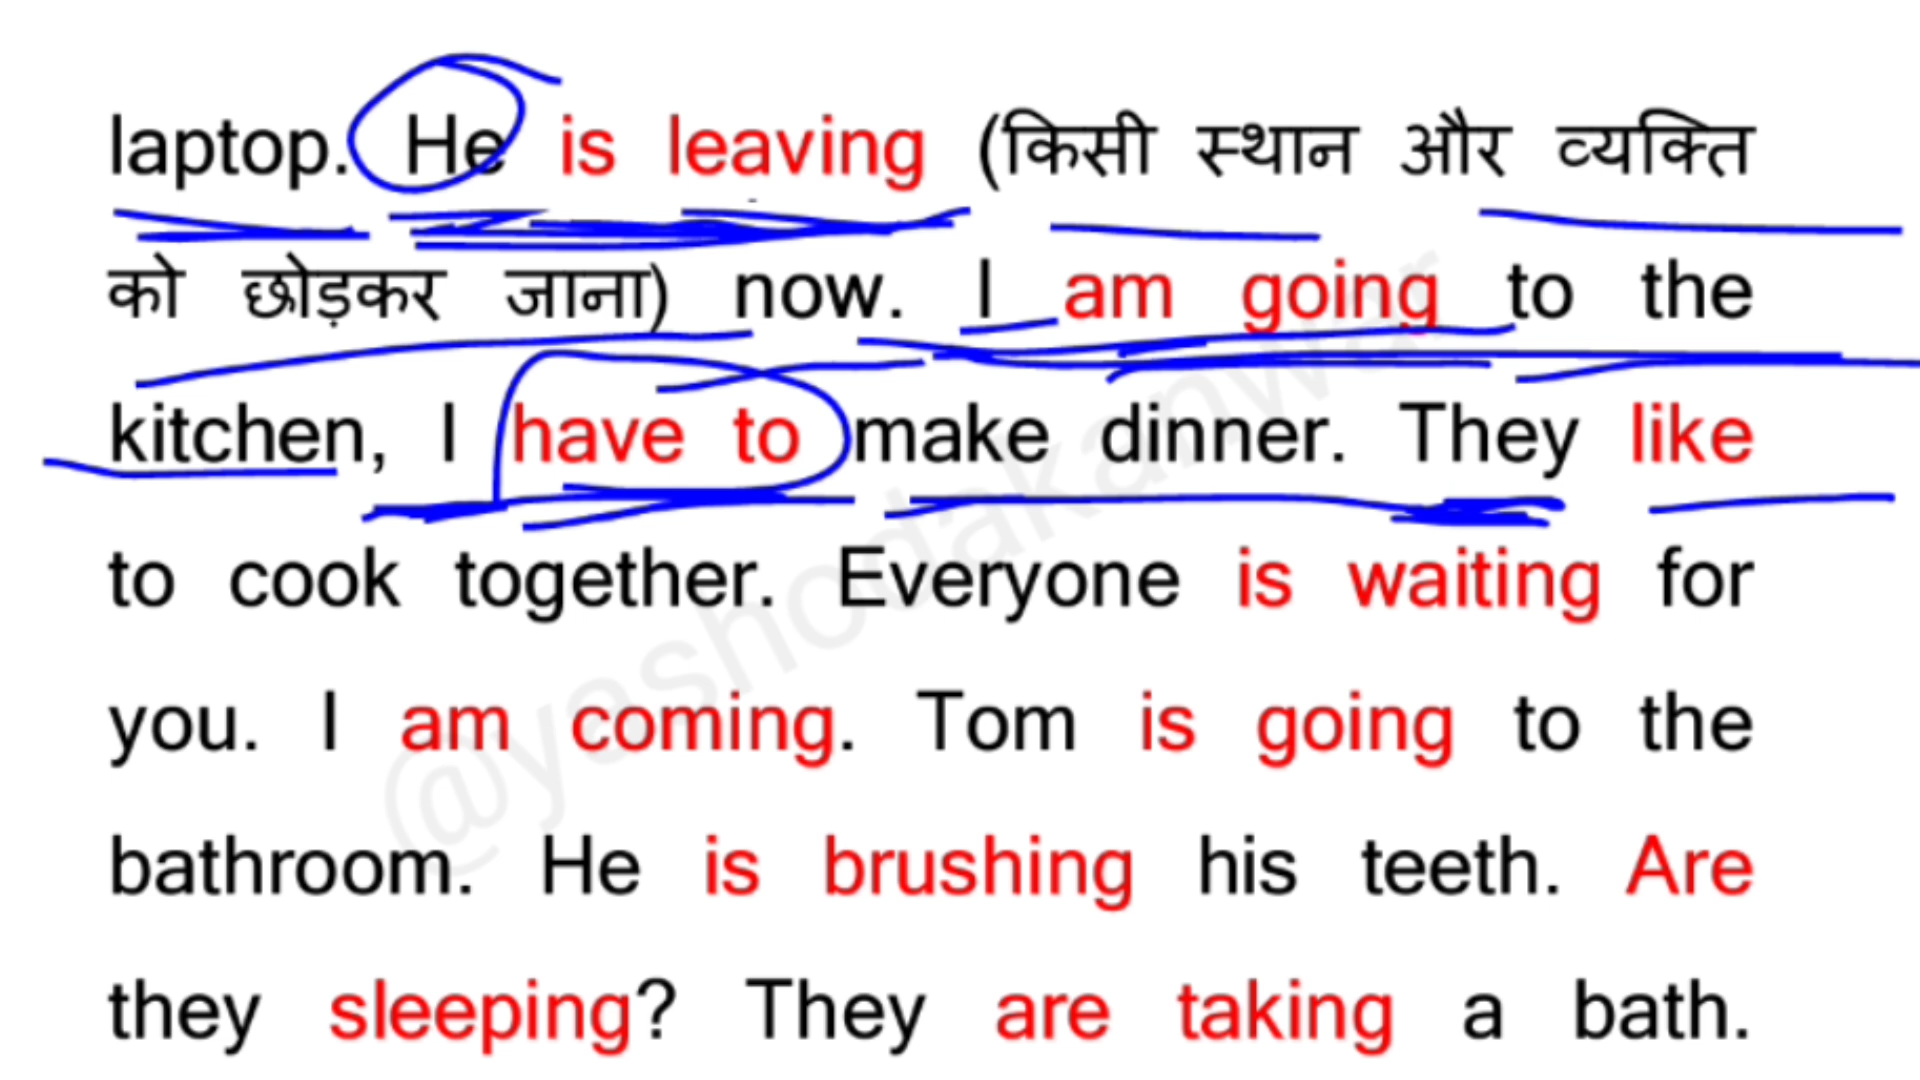 laptop. He is leaving (किसी स्थान और व्यक्ति
को छोड़कर जाना) now. I am going to the
kitchen, I have to make dinner. They like
to cook together. Everyone is waiting for
you. I am coming. Tom is going to the
bathroom. He is brushing his teeth. Are
they sleeping? They are taking a bath.
@yashodakanwar